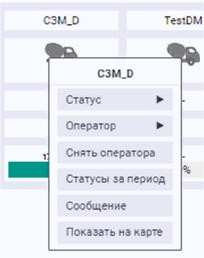 СЗМ_D TestDM
СЗМ_D
Статус
Оператор
Снять оператора
Статусы за период
Сообщение
Показать на карте
%